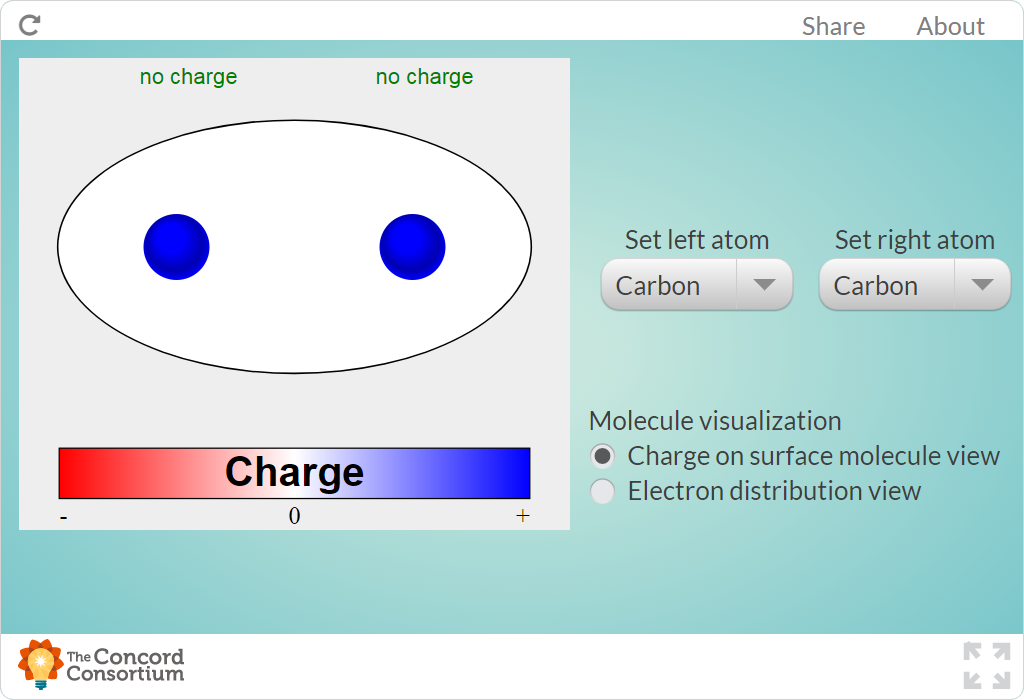 Share About
no charge no charge
Set left atom Set right atom
Carbon Carbon
Molecule visualization
Charge on surface molecule view
Electron distribution view
Charge
- 0 +
The Concord
Consortium